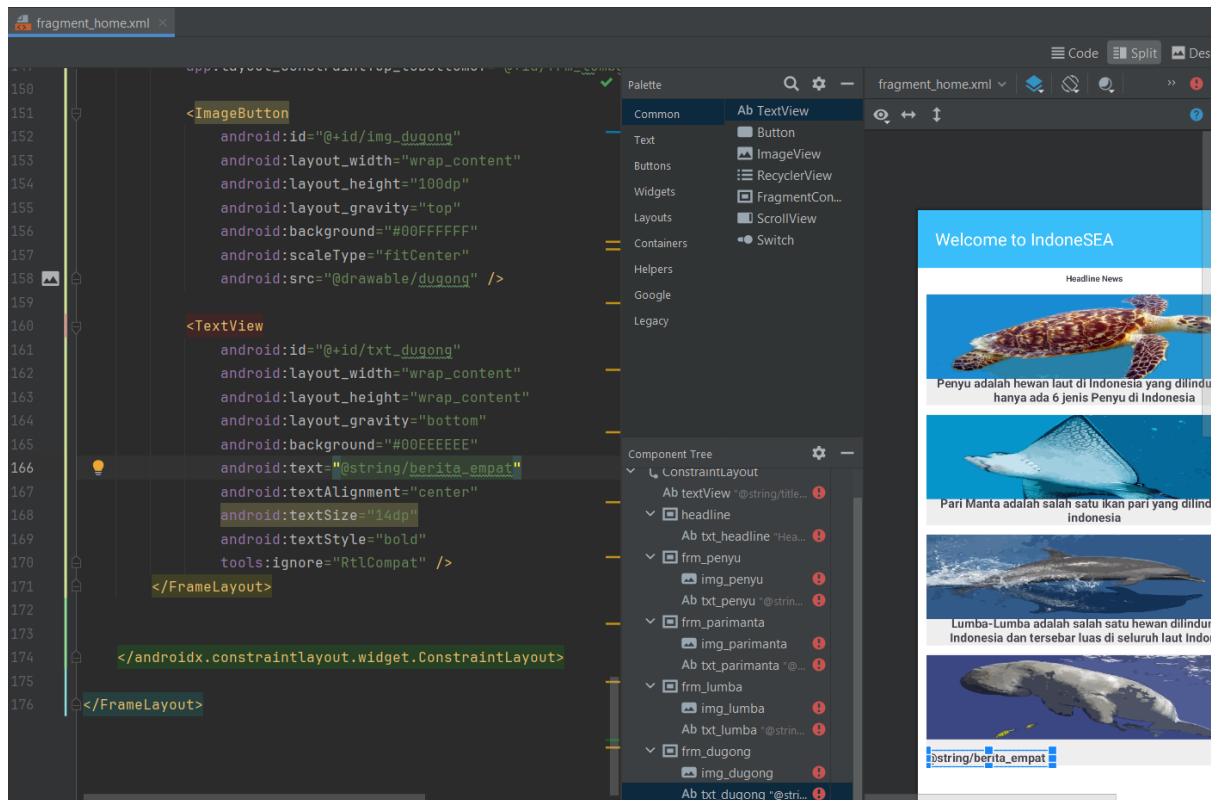 fragment_home.xml
Code Split Des
app:layout_constraintTop_toBottomOf="@+id/frm_lumb
150
151 <ImageButton
152 android:id="@+id/img_dugong"
153 android:layout_width="wrap_content"
154 android:layout_height="100dp"
155 android:layout_gravity="top"
156 android:background="#00FFFFFF"
157 android:scaleType="fitCenter"
158 android:src="@drawable/dugong" />
159
160 <TextView
161 android:id="@+id/txt_dugong"
162 android:layout_width="wrap_content"
163 android:layout_height="wrap_content"
164 android:layout_gravity="bottom"
165 android:background="#00EEEEEE"
166 android:text="@string/berita_empat"
167 android:textAlignment="center"
168 android:textSize="14dp"
169 android:textStyle="bold"
170 tools:ignore="RtlCompat" />
171 </FrameLayout>
172
173
174 </androidx.constraintlayout.widget.ConstraintLayout>
175
176 </FrameLayout>
Palette
Common
Text
Buttons
Widgets
Layouts
Containers
Helpers
Google
Legacy
Ab TextView
Button
ImageView
RecyclerView
FragmentCon...
ScrollView
Switch
Component Tree
ConstraintLayout
Ab textView "@string/title...
headline
Ab txt_headline "Hea...
frm_penyu
img_penyu
Ab txt_penyu "@strin...
frm_parimanta
img_parimanta
Ab txt_parimanta "@...
frm_lumba
img_lumba
Ab txt_lumba "@strin...
frm_dugong
img_dugong
Ab txt_dugong "@stri...
fragment_home.xml
Welcome to IndoneSEA
Headline News
Penyu adalah hewan laut di Indonesia yang dilindu
hanya ada 6 jenis Penyu di Indonesia
Pari Manta adalah salah satu ikan pari yang dilind
indonesia
Lumba-Lumba adalah salah satu hewan dilindun
Indonesia dan tersebar luas di seluruh laut Indo
@string/berita_empat